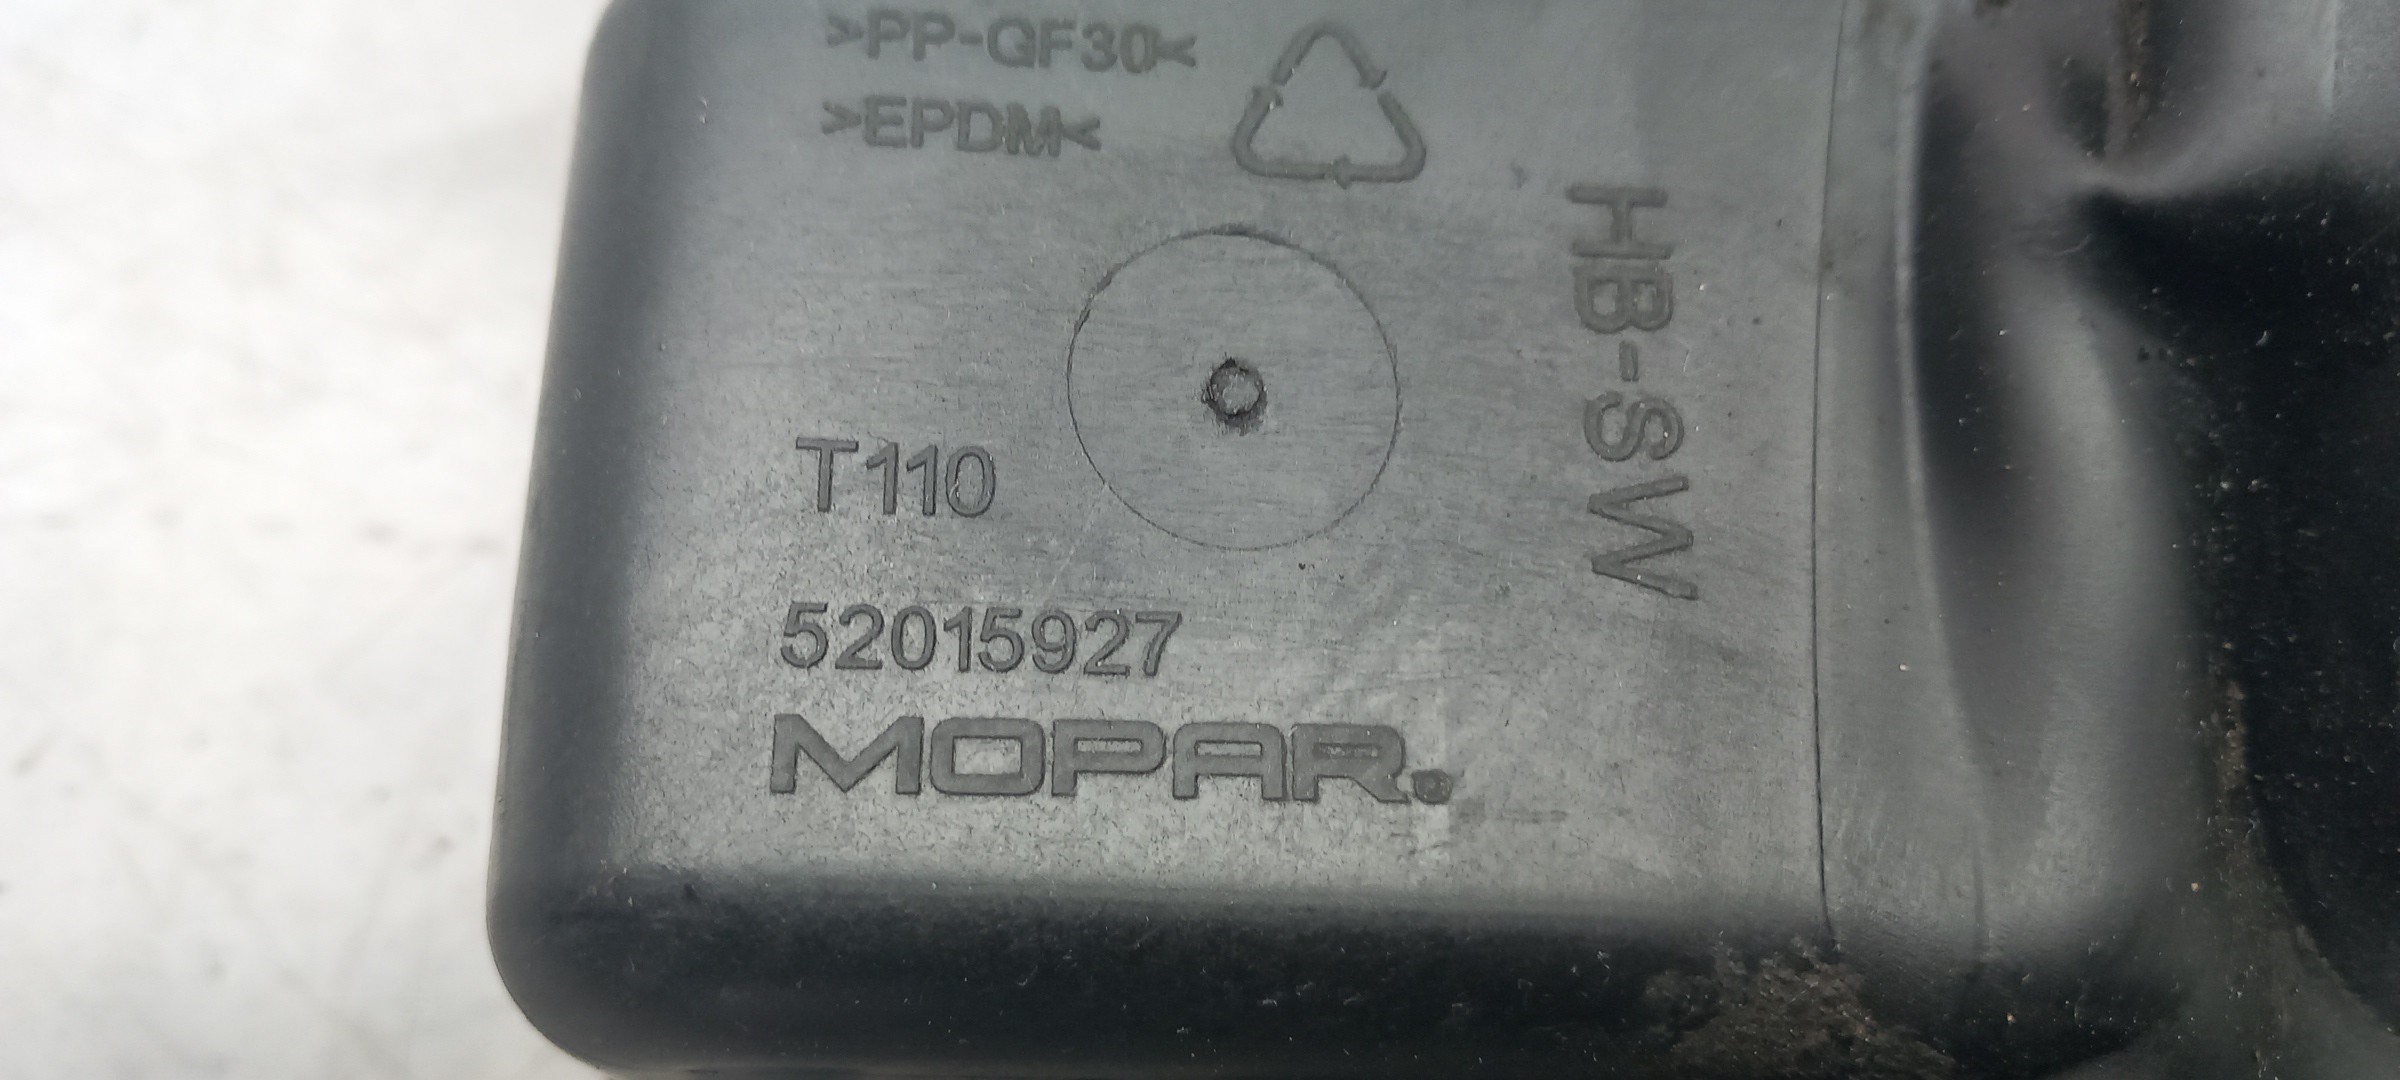 >PP-GF30<
>EPDM<
HB-SW
T110
52015927
MOPAR.